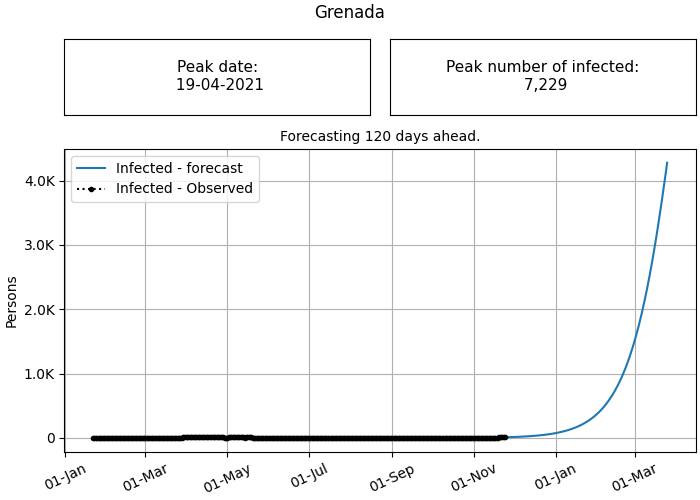 Grenada
Peak date:
19-04-2021
Peak number of infected:
7,229
Forecasting 120 days ahead.
Infected - forecast
Infected - Observed
Persons
4.0K
3.0K
2.0K
1.0K
0
01-Jan
01-Mar
01-May
01-Jul
01-Sep
01-Nov
01-Jan
01-Mar